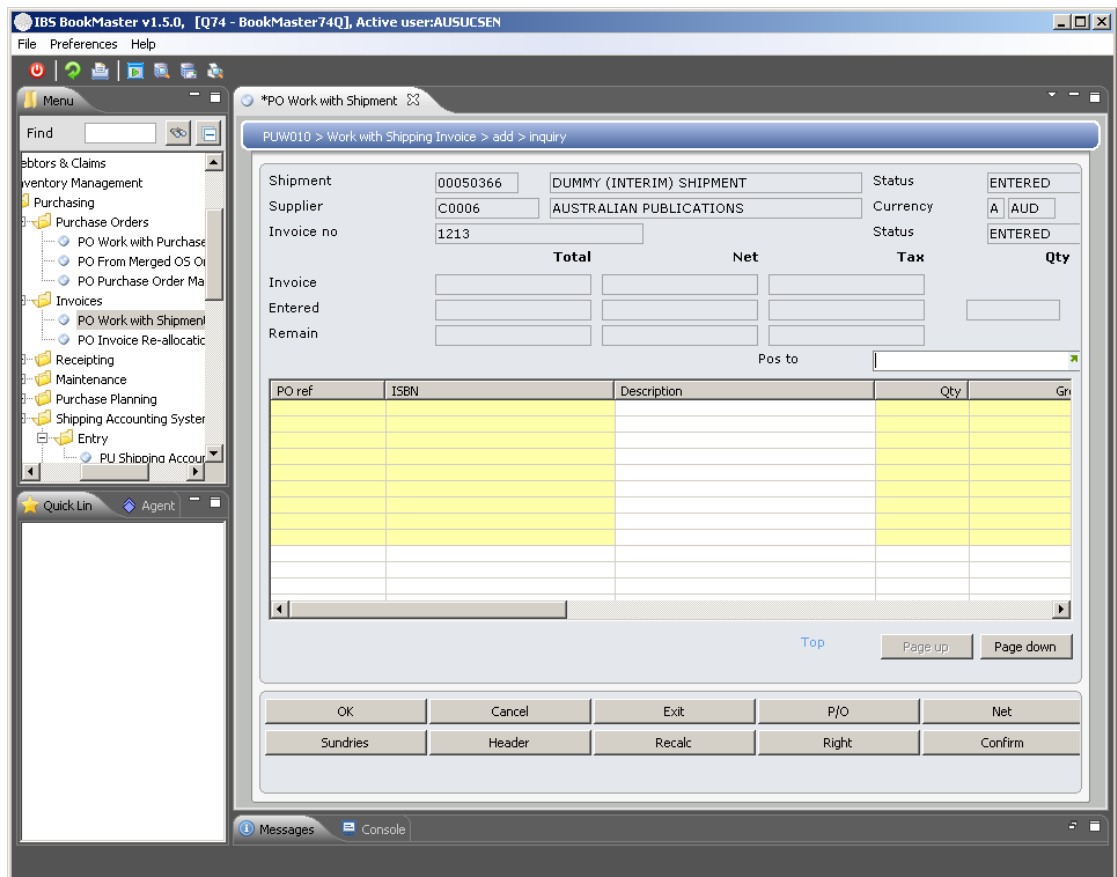 IBS BookMaster v1.5.0, [Q74 - BookMaster74Q], Active user:AUSUCSEN
File Preferences Help
Menu
*PO Work with Shipment
Find
PUW010 > Work with Shipping Invoice > add > inquiry
ebtors & Claims
nventory Management
Purchasing
Purchase Orders
PO Work with Purchase
PO From Merged OS Or
PO Purchase Order Ma
Invoices
PO Work with Shipment
PO Invoice Re-allocatic
Receipting
Maintenance
Purchase Planning
Shipping Accounting System
Entry
PU Shipping Accour
Shipment 00050366 DUMMY (INTERIM) SHIPMENT Status ENTERED
Supplier C0006 AUSTRALIAN PUBLICATIONS Currency A AUD
Invoice no 1213 Status ENTERED
Total Net Tax Qty
Invoice
Entered
Remain
Pos to
PO ref ISBN Description Qty Gro
Quick Lin Agent
Top Page up Page down
OK Cancel Exit P/O Net
Sundries Header Recalc Right Confirm
Messages Console